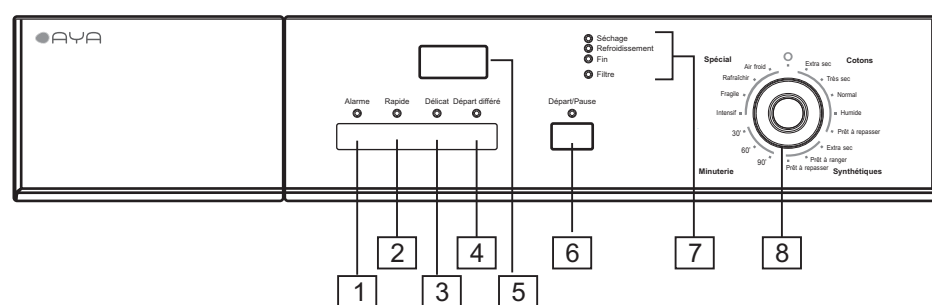 AYA
Alarme
Rapide
Délicat
Départ différé
Départ/Pause
Séchage
Refroidissement
Fin
Filtre
Spécial
Air froid
Rafraîchir
Fragile
Intensif
30'
60'
90'
Minuterie
Cotons
Extra sec
Très sec
Normal
Humide
Prêt à repasser
Extra sec
Prêt à ranger
Prêt à repasser
Synthétiques
1
2
3
4
5
6
7
8